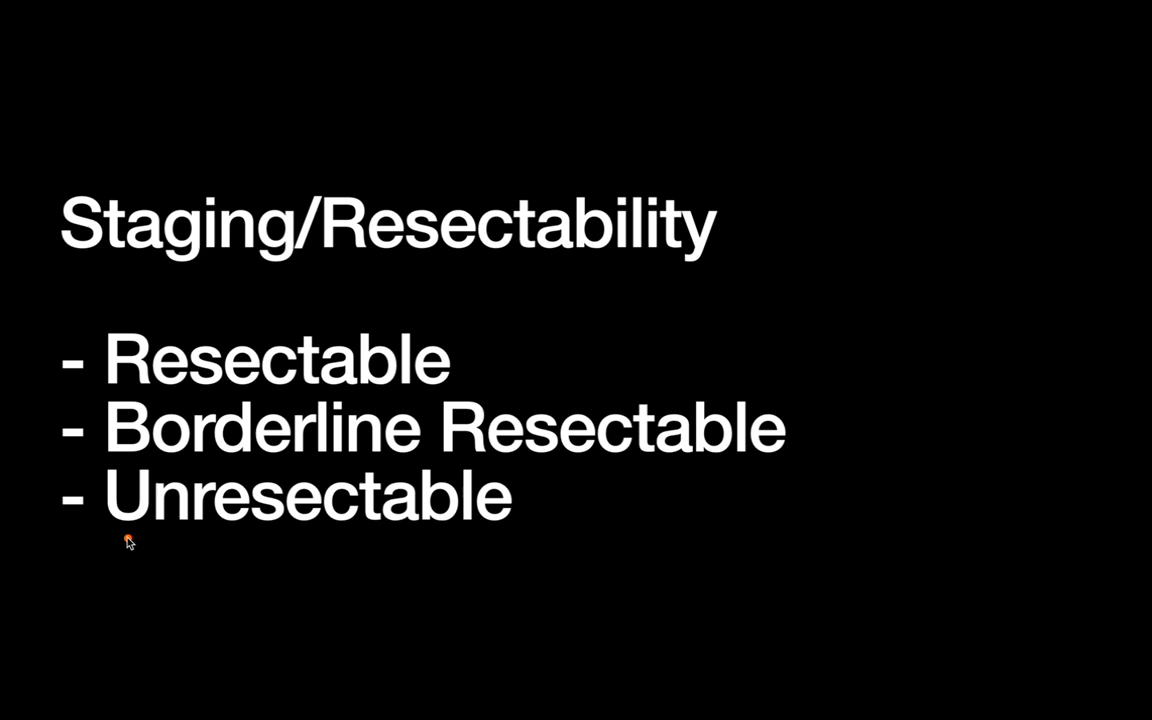 Staging/Resectability
- Resectable
- Borderline Resectable
- Unresectable